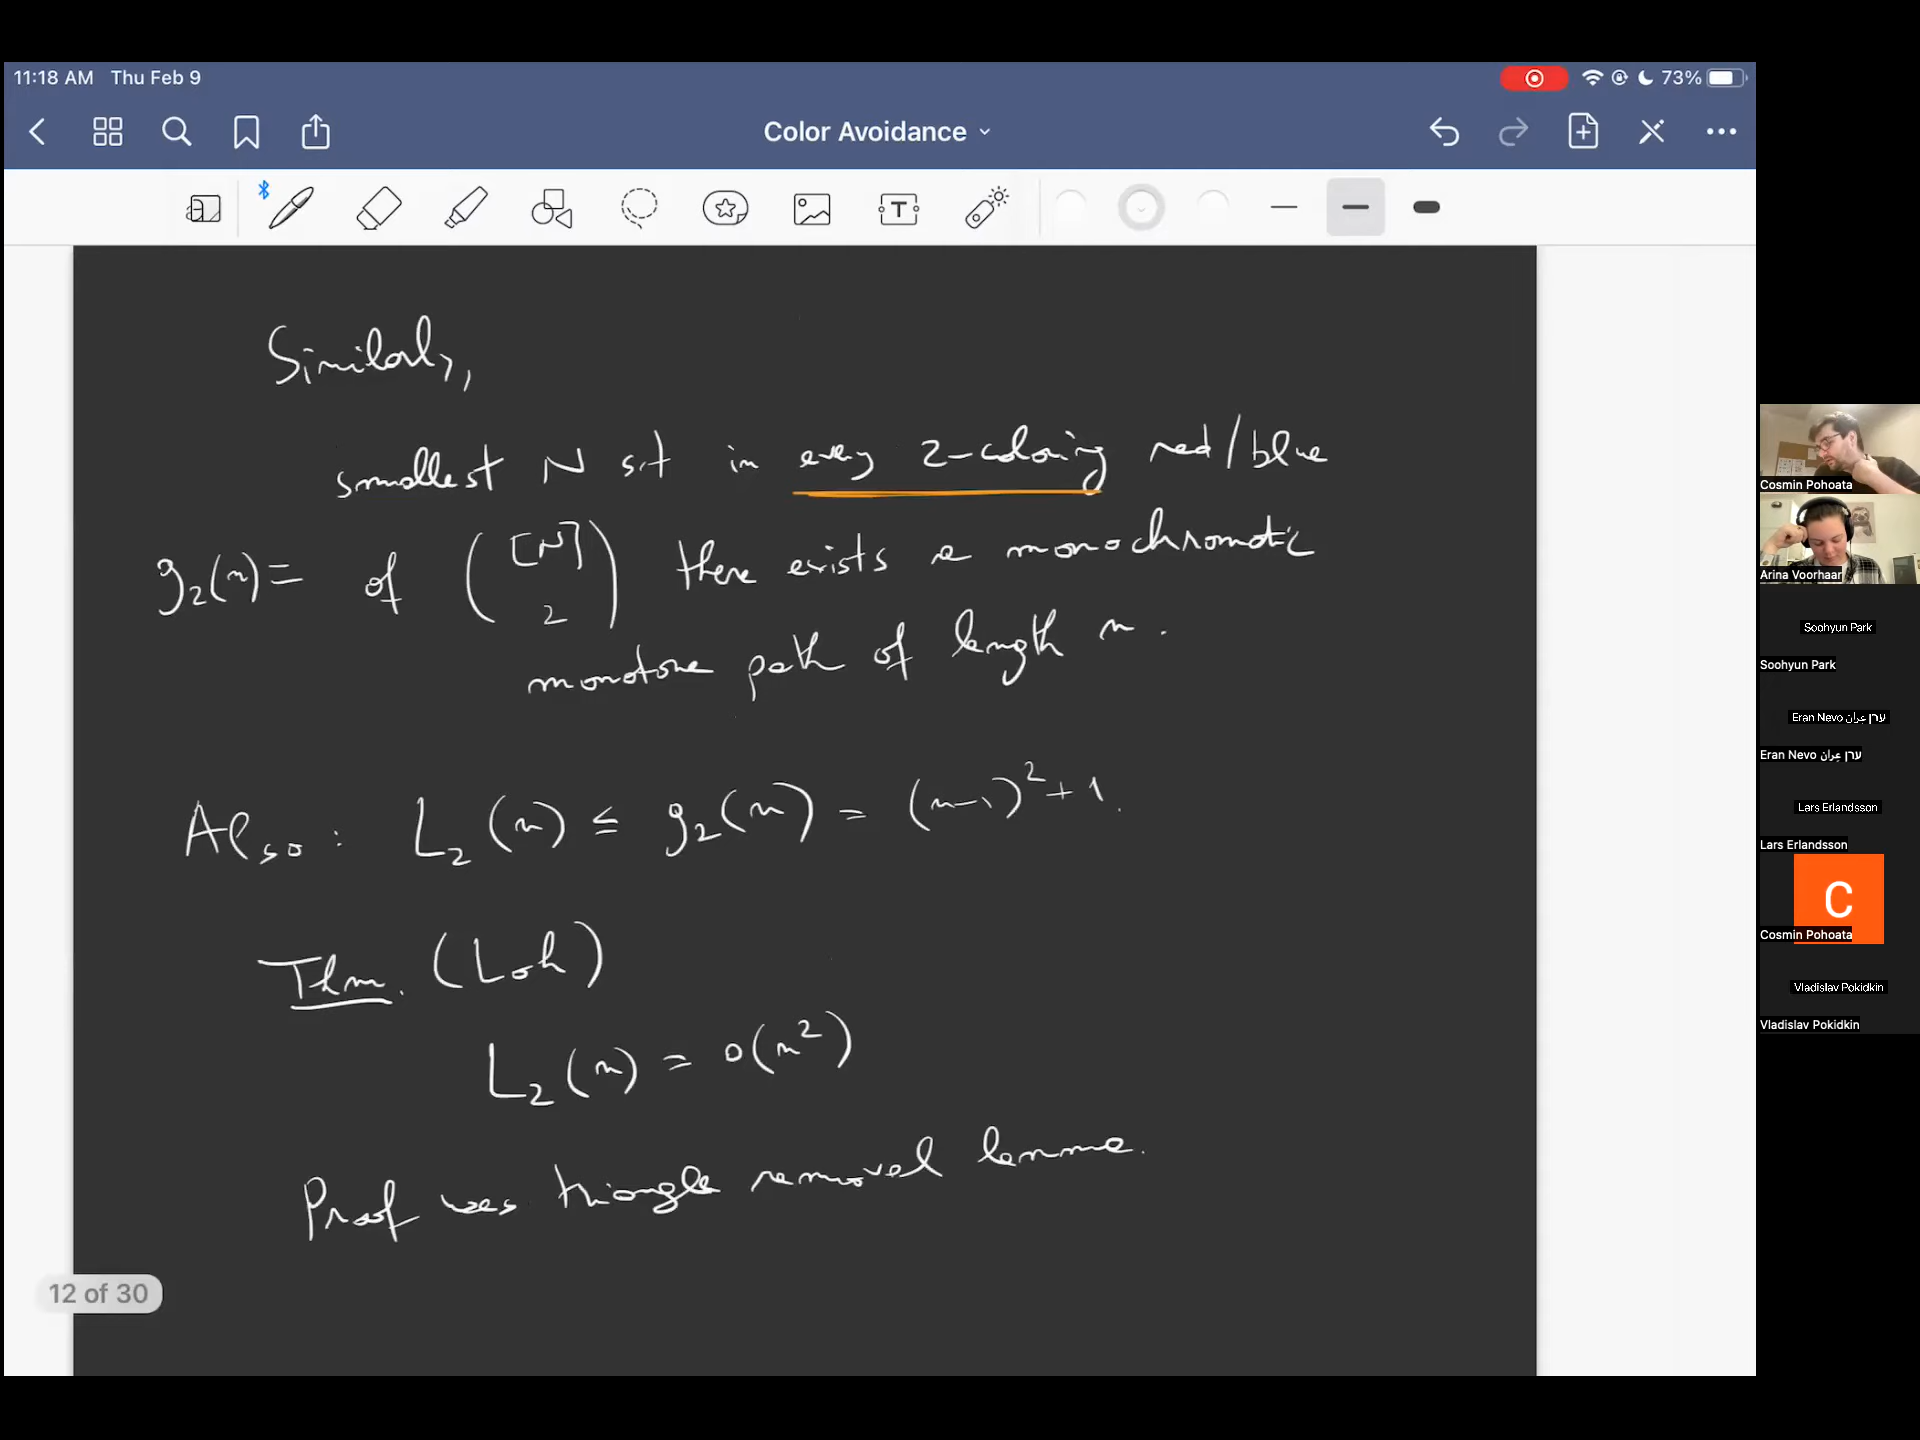 11:18 AM Thu Feb 9
73%
Color Avoidance
T
Similarly,
smallest N s.t in every 2-coloring red/blue
g₂(n) = of ([N] 2) there exists a monochromatic
monotone path of length n.
Also: L₂(n) ≤ g₂(n) = (n-1)² + 1.
Thm. (Loh)
L₂(n) = o(n²)
Proof uses triangle removal lemma.
12 of 30
Cosmin Pohoata
Arina Voorhaar
Soohyun Park
Soohyun Park
Eran Nevo ערן عران
Eran Nevo ערן عران
Lars Erlandsson
Lars Erlandsson
C
Cosmin Pohoata
Vladislav Pokidkin
Vladislav Pokidkin